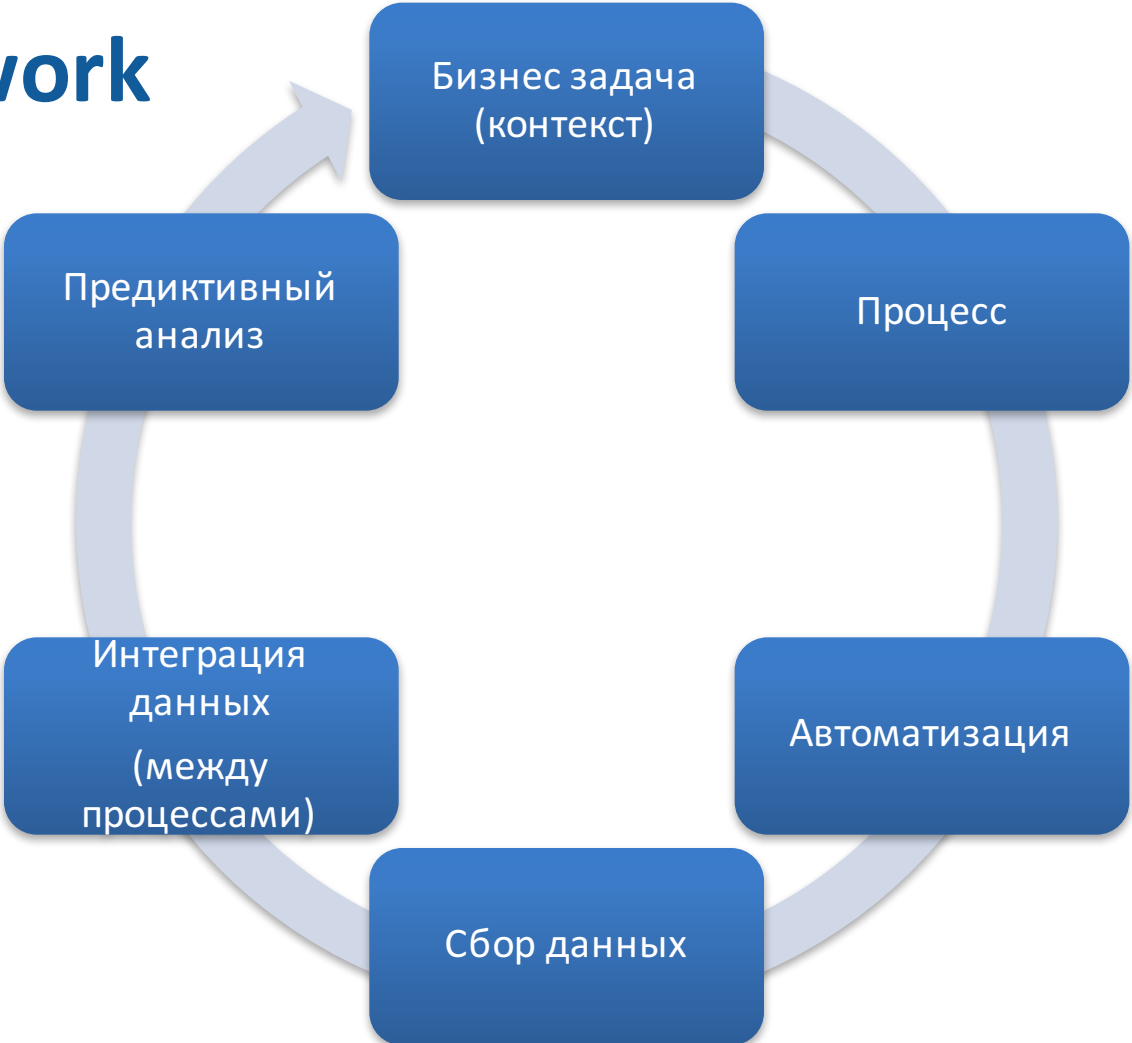 work
Бизнес задача
(контекст)
Процесс
Автоматизация
Сбор данных
Интеграция
данных
(между
процессами)
Предиктивный
анализ